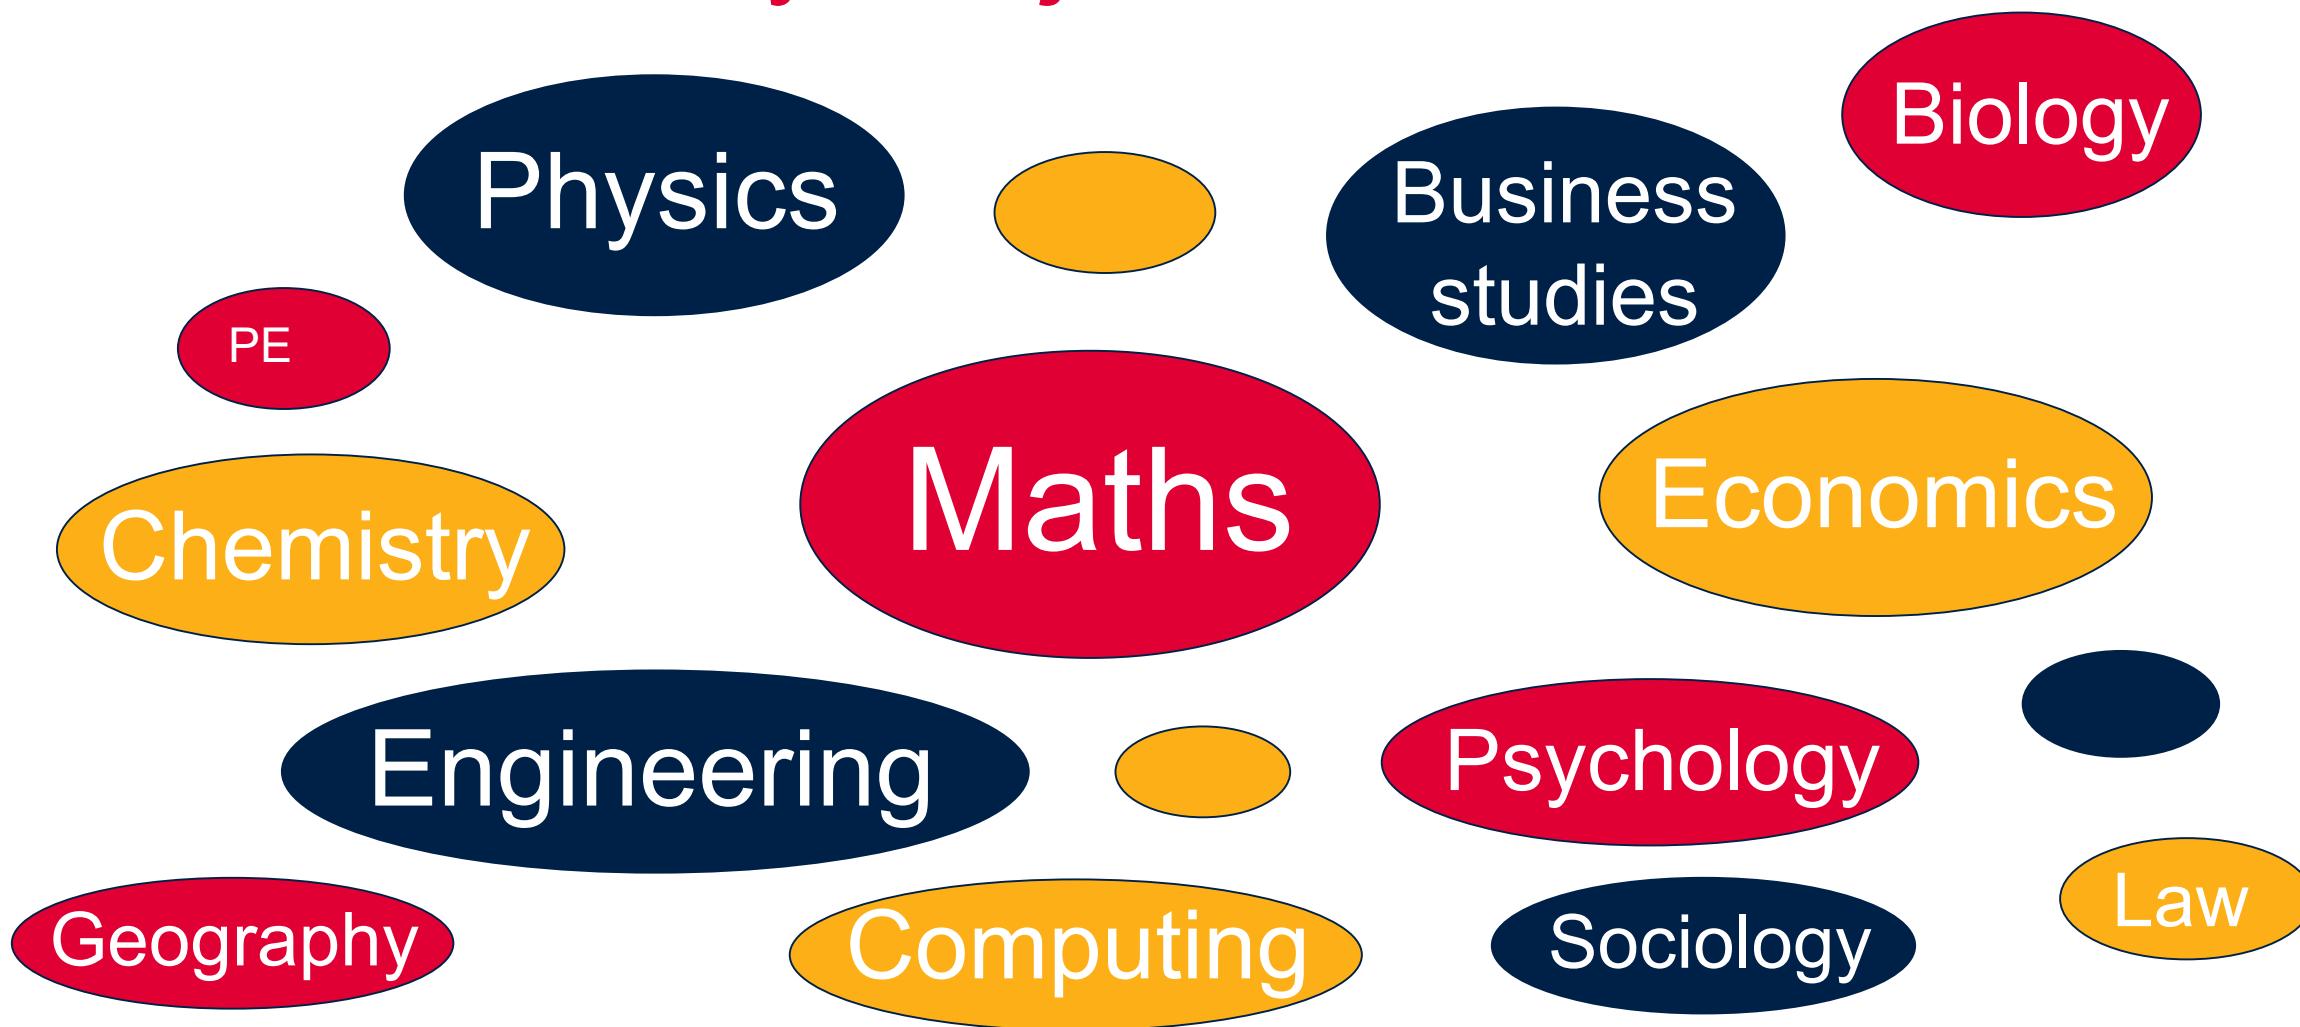 Physics
Business
studies
Biology
PE
Maths
Economics
Chemistry
Engineering
Psychology
Law
Geography
Computing
Sociology